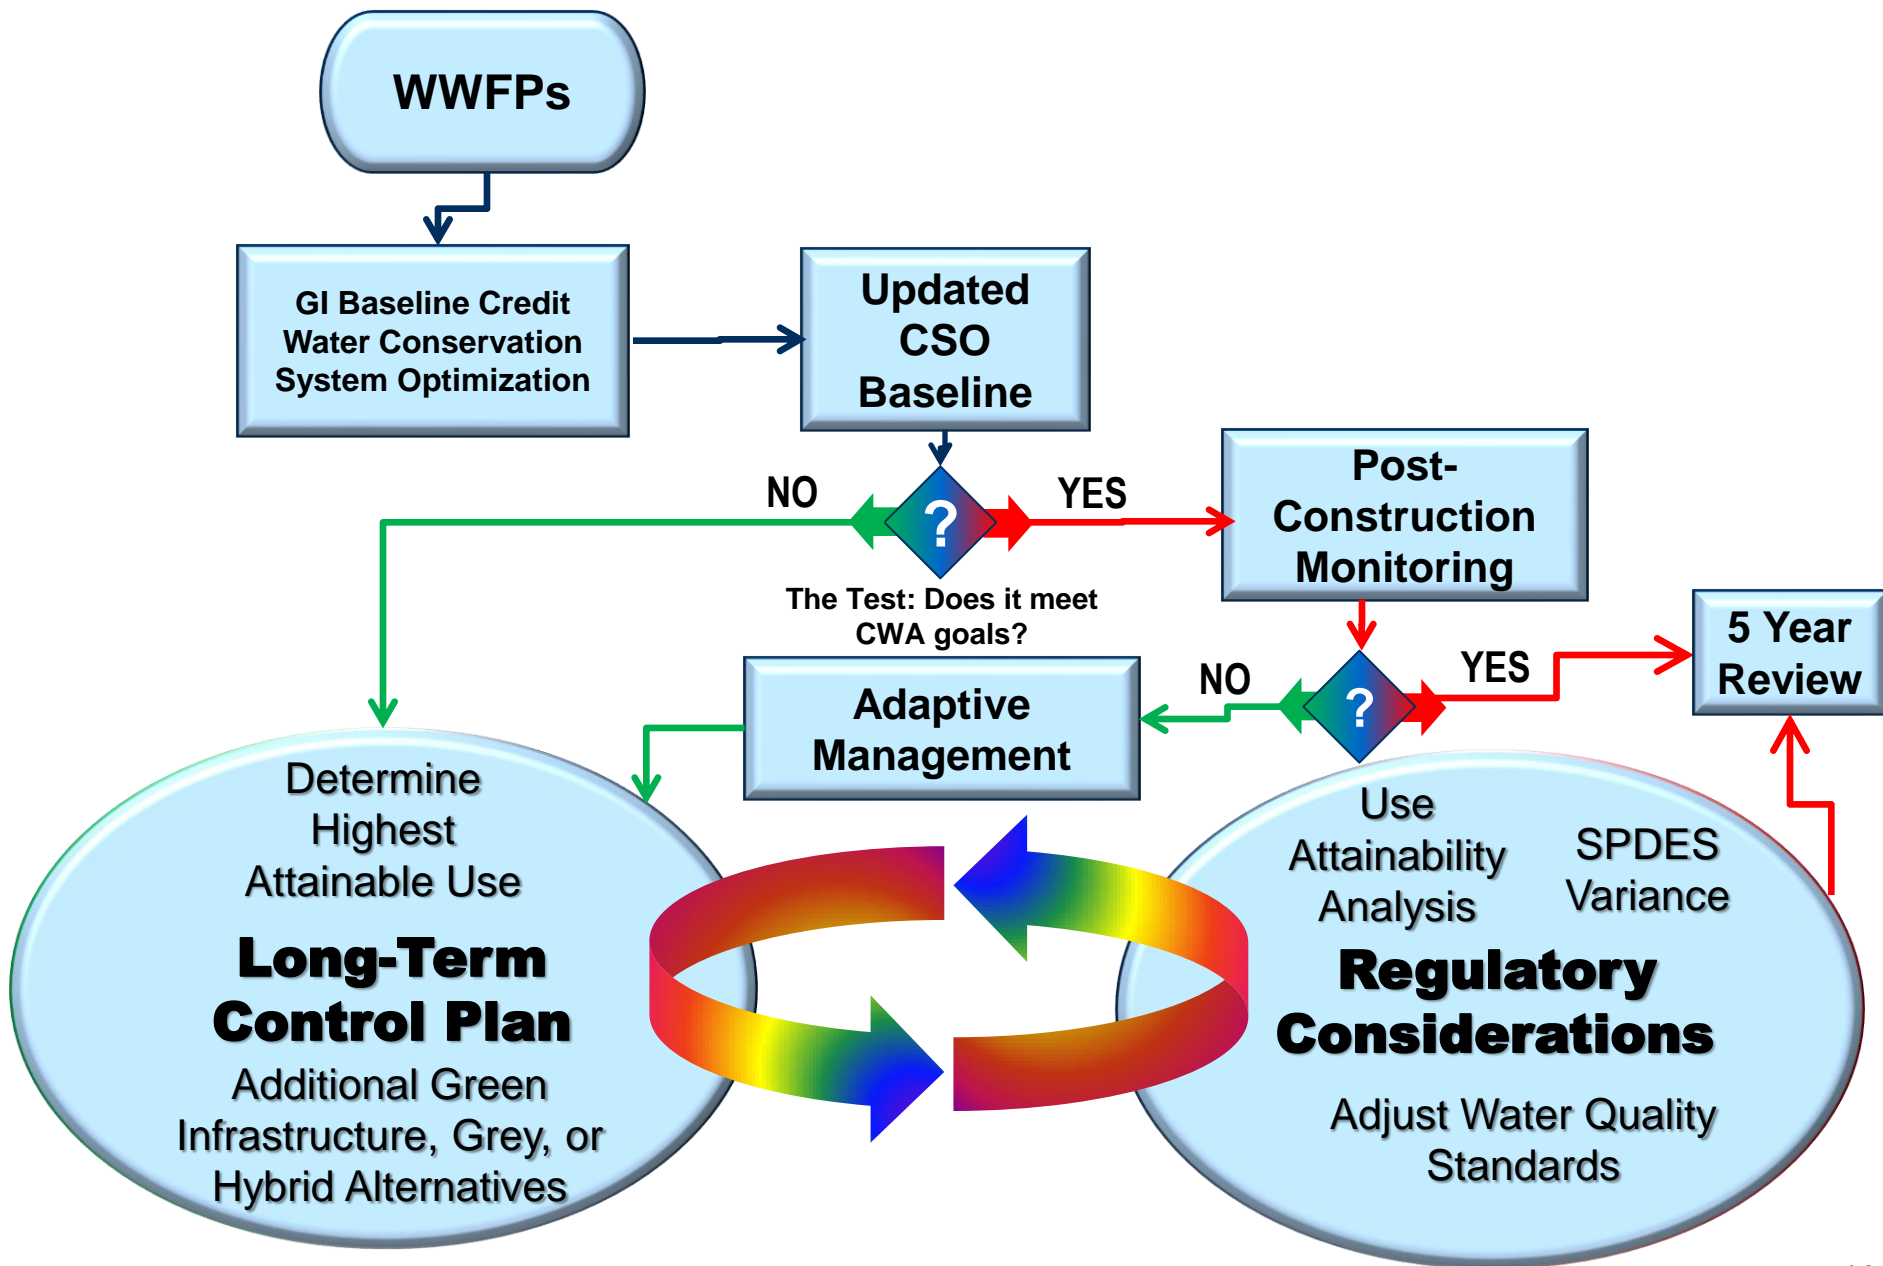 WWFPs
GI Baseline Credit
Water Conservation
System Optimization
Updated
CSO
Baseline
NO
?
YES
The Test: Does it meet
CWA goals?
Post-
Construction
Monitoring
5 Year
Review
Adaptive
Management
NO
?
YES
Determine
Highest
Attainable Use
Long-Term
Control Plan
Additional Green
Infrastructure, Grey, or
Hybrid Alternatives
Use
Attainability
Analysis
SPDES
Variance
Regulatory
Considerations
Adjust Water Quality
Standards